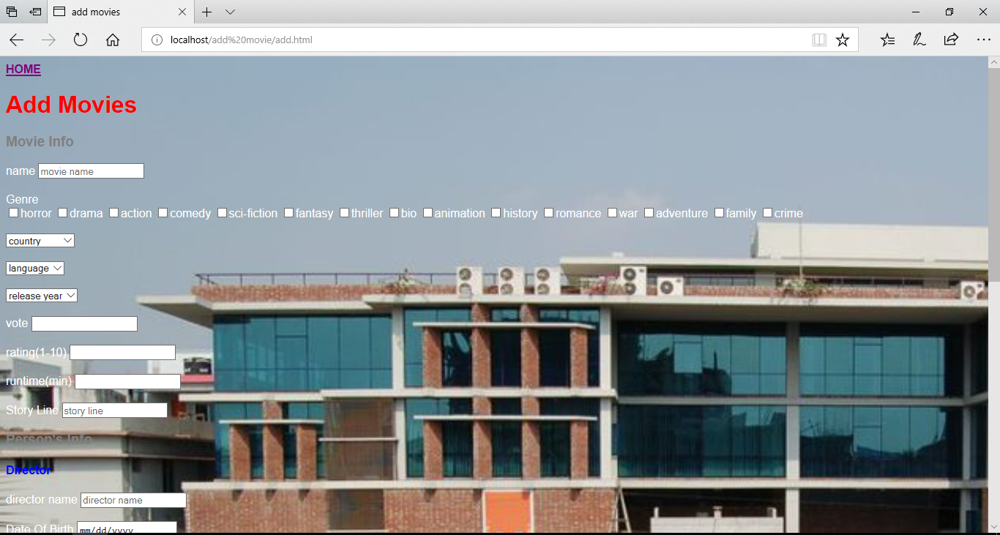 add movies
localhost/add%20movie/add.html
HOME
Add Movies
Movie Info
name movie name
Genre
horror drama action comedy sci-fiction fantasy thriller bio animation history romance war adventure family crime
country
language
release year
vote
rating(1-10)
runtime(min)
Story Line story line
Person's Info
Director
director name director name
Date Of Birth mm/dd/yyyy